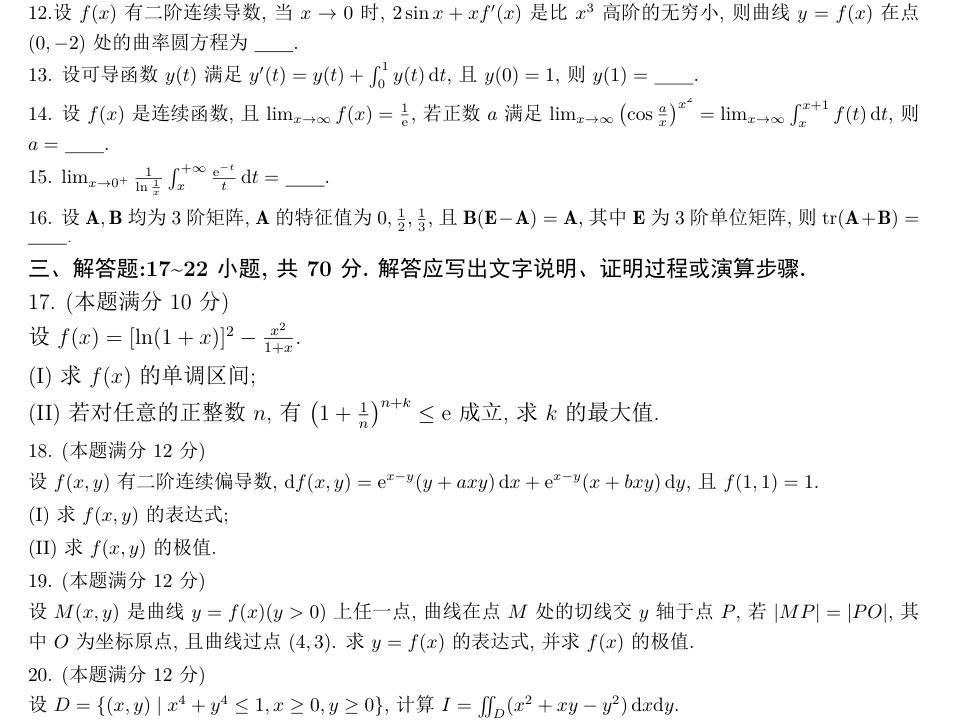 12.设 f(x) 有二阶连续导数, 当 x → 0 时, 2 sin x + xf′(x) 是比 x³ 高阶的无穷小, 则曲线 y = f(x) 在点
(0, −2) 处的曲率圆方程为 ____.
13. 设可导函数 y(t) 满足 y′(t) = y(t) + ∫₀¹ y(t) dt, 且 y(0) = 1, 则 y(1) = ____.
14. 设 f(x) 是连续函数, 且 lim_{x→∞} f(x) = 1/e, 若正数 a 满足 lim_{x→∞} (cos a/x)^{x²} = lim_{x→∞} ∫_x^{x+1} f(t) dt, 则
a = ____.
15. lim_{x→0⁺} 1/(ln 1/x) ∫_x^{+∞} e^{−t}/t dt = ____.
16. 设 A, B 均为 3 阶矩阵, A 的特征值为 0, 1/2, 1/3, 且 B(E−A) = A, 其中 E 为 3 阶单位矩阵, 则 tr(A+B) =
____.
三、解答题:17~22 小题, 共 70 分. 解答应写出文字说明、证明过程或演算步骤.
17. (本题满分 10 分)
设 f(x) = [ln(1 + x)]² − x²/(1+x).
(I) 求 f(x) 的单调区间;
(II) 若对任意的正整数 n, 有 (1 + 1/n)^{n+k} ≤ e 成立, 求 k 的最大值.
18. (本题满分 12 分)
设 f(x, y) 有二阶连续偏导数, df(x, y) = e^{x−y}(y + axy) dx + e^{x−y}(x + bxy) dy, 且 f(1, 1) = 1.
(I) 求 f(x, y) 的表达式;
(II) 求 f(x, y) 的极值.
19. (本题满分 12 分)
设 M(x, y) 是曲线 y = f(x)(y > 0) 上任一点, 曲线在点 M 处的切线交 y 轴于点 P, 若 |MP| = |PO|, 其
中 O 为坐标原点, 且曲线过点 (4, 3). 求 y = f(x) 的表达式, 并求 f(x) 的极值.
20. (本题满分 12 分)
设 D = {(x, y) | x⁴ + y⁴ ≤ 1, x ≥ 0, y ≥ 0}, 计算 I = ∬_D (x² + xy − y²) dxdy.